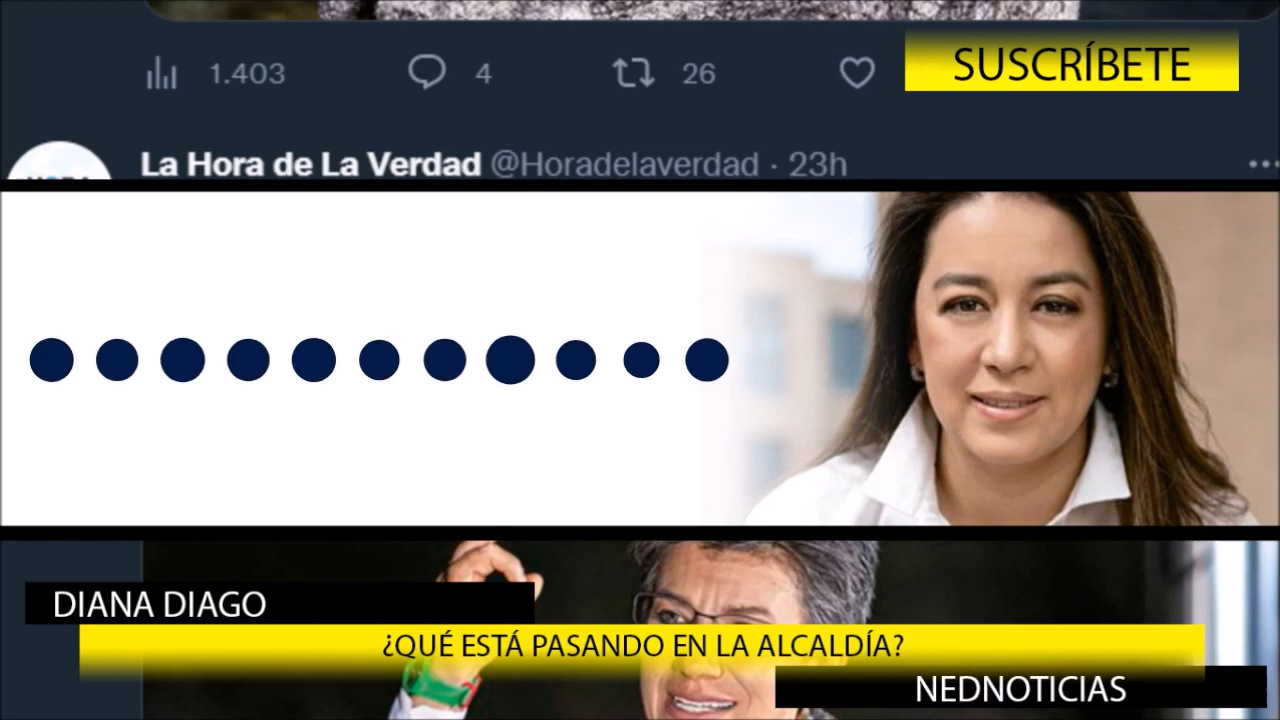 1.403 4 26
SUSCRÍBETE
La Hora de La Verdad @Horadelaverdad · 23h
DIANA DIAGO
¿QUÉ ESTÁ PASANDO EN LA ALCALDÍA?
NEDNOTICIAS